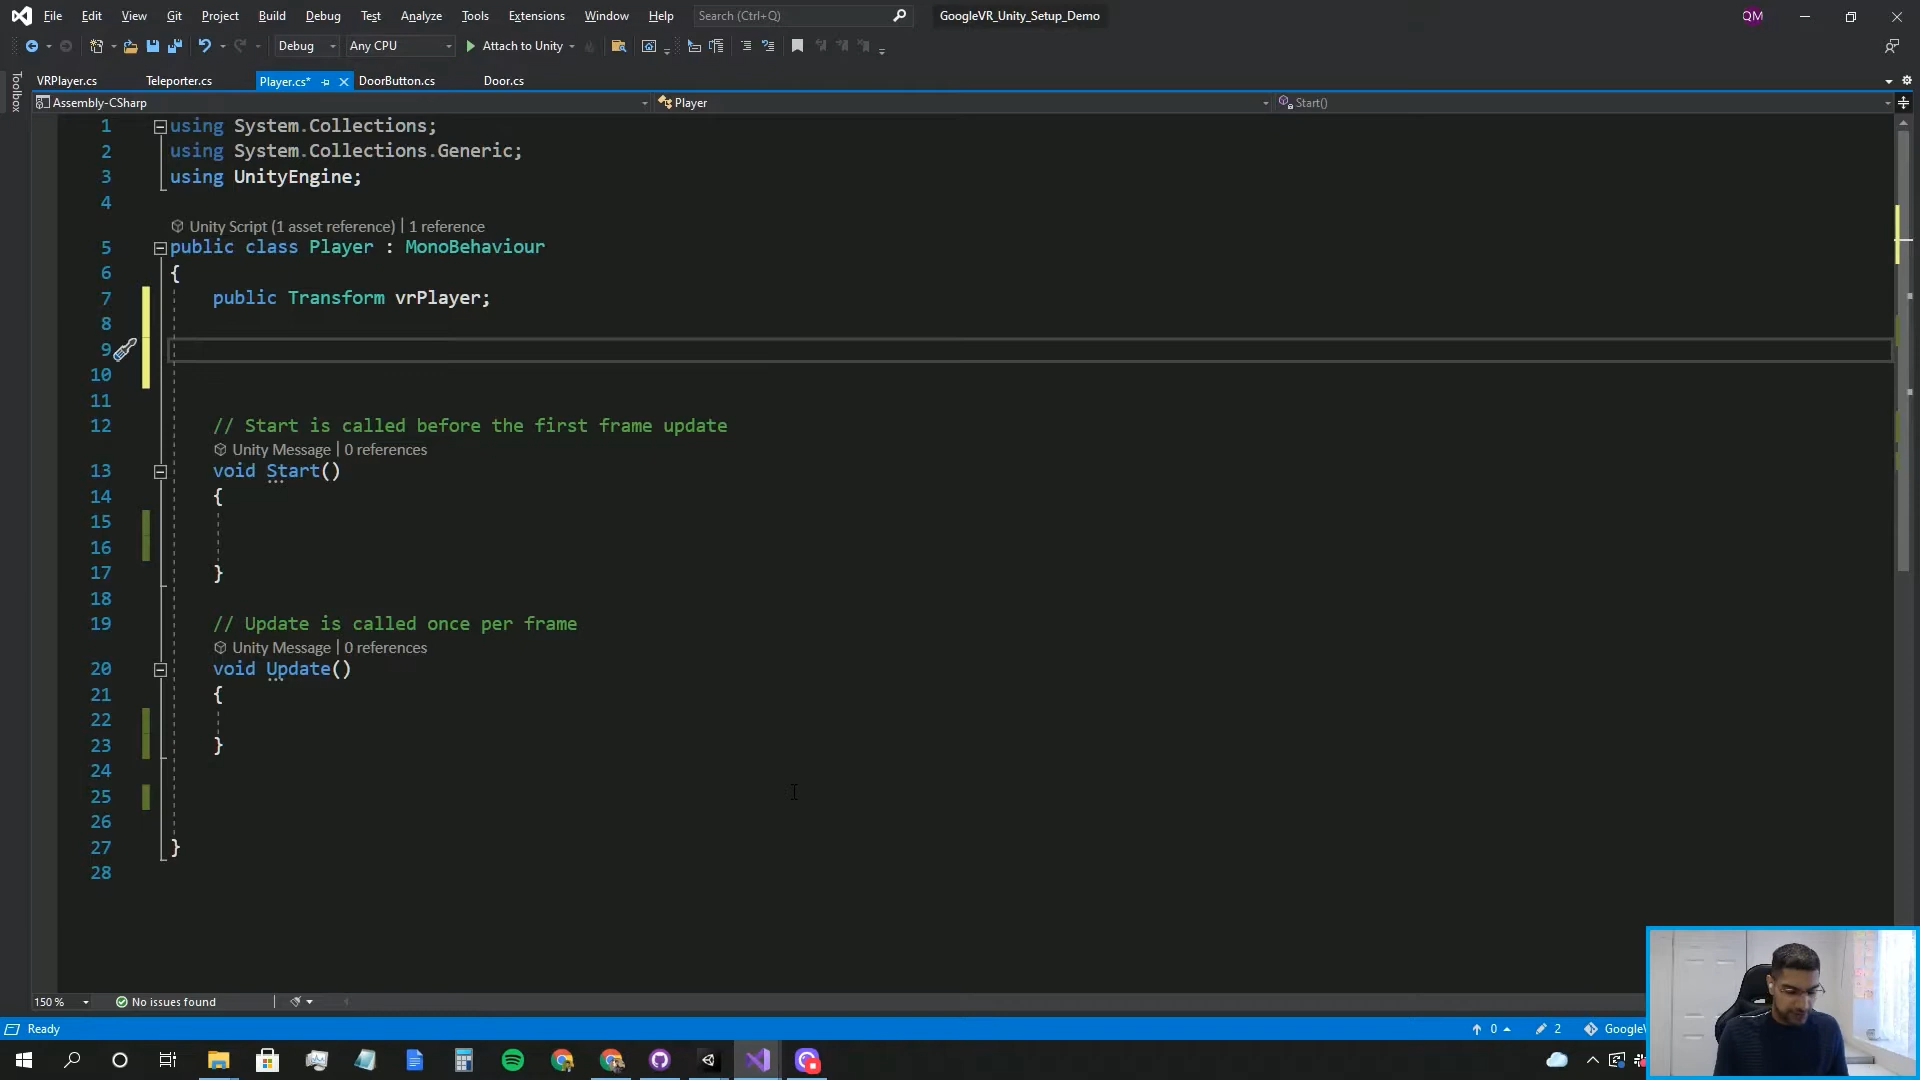 File Edit View Git Project Build Debug Test Analyze Tools Extensions Window Help Search (Ctrl+Q) GoogleVR_Unity_Setup_Demo QM
Debug Any CPU Attach to Unity
Toolbox
VRPlayer.cs Teleporter.cs Player.cs* DoorButton.cs Door.cs
Assembly-CSharp Player Start()
1 using System.Collections;
2 using System.Collections.Generic;
3 using UnityEngine;
4
Unity Script (1 asset reference) | 1 reference
5 public class Player : MonoBehaviour
6 {
7 public Transform vrPlayer;
8
9
10
11
12 // Start is called before the first frame update
Unity Message | 0 references
13 void Start()
14 {
15
16
17 }
18
19 // Update is called once per frame
Unity Message | 0 references
20 void Update()
21 {
22
23 }
24
25
26
27 }
28
150 % No issues found
Ready 0 2 GoogleV